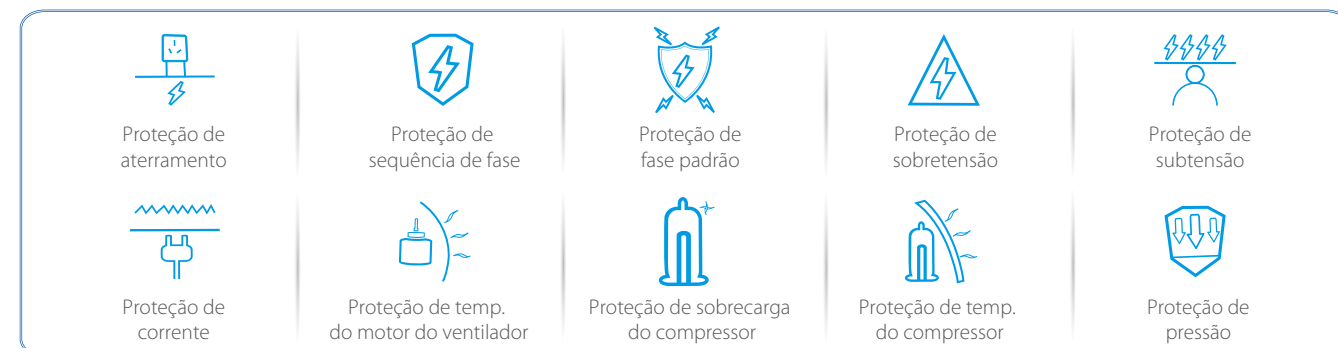 Proteção de
aterramento
Proteção de
sequência de fase
Proteção de
fase padrão
Proteção de
sobretensão
Proteção de
subtensão
Proteção de
corrente
Proteção de temp.
do motor do ventilador
Proteção de sobrecarga
do compressor
Proteção de temp.
do compressor
Proteção de
pressão